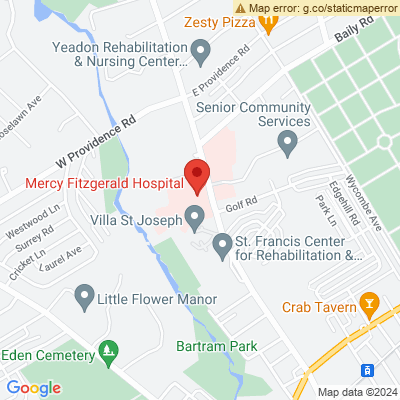 Map error: g.co/staticmaperror
Zesty Pizza
Baily Rd
Yeadon Rehabilitation
& Nursing Center...
E Providence Rd
Roselawn Ave
W Providence Rd
Senior Community
Services
Mercy Fitzgerald Hospital
Wycombe Ave
Edgehill Rd
Park Ln
Golf Rd
Westwood Ln
Villa St Joseph
Surrey Rd
Cricket Ln
Laurel Ave
St. Francis Center
for Rehabilitation &...
Little Flower Manor
Crab Tavern
Eden Cemetery
Bartram Park
Google
Map data ©2024